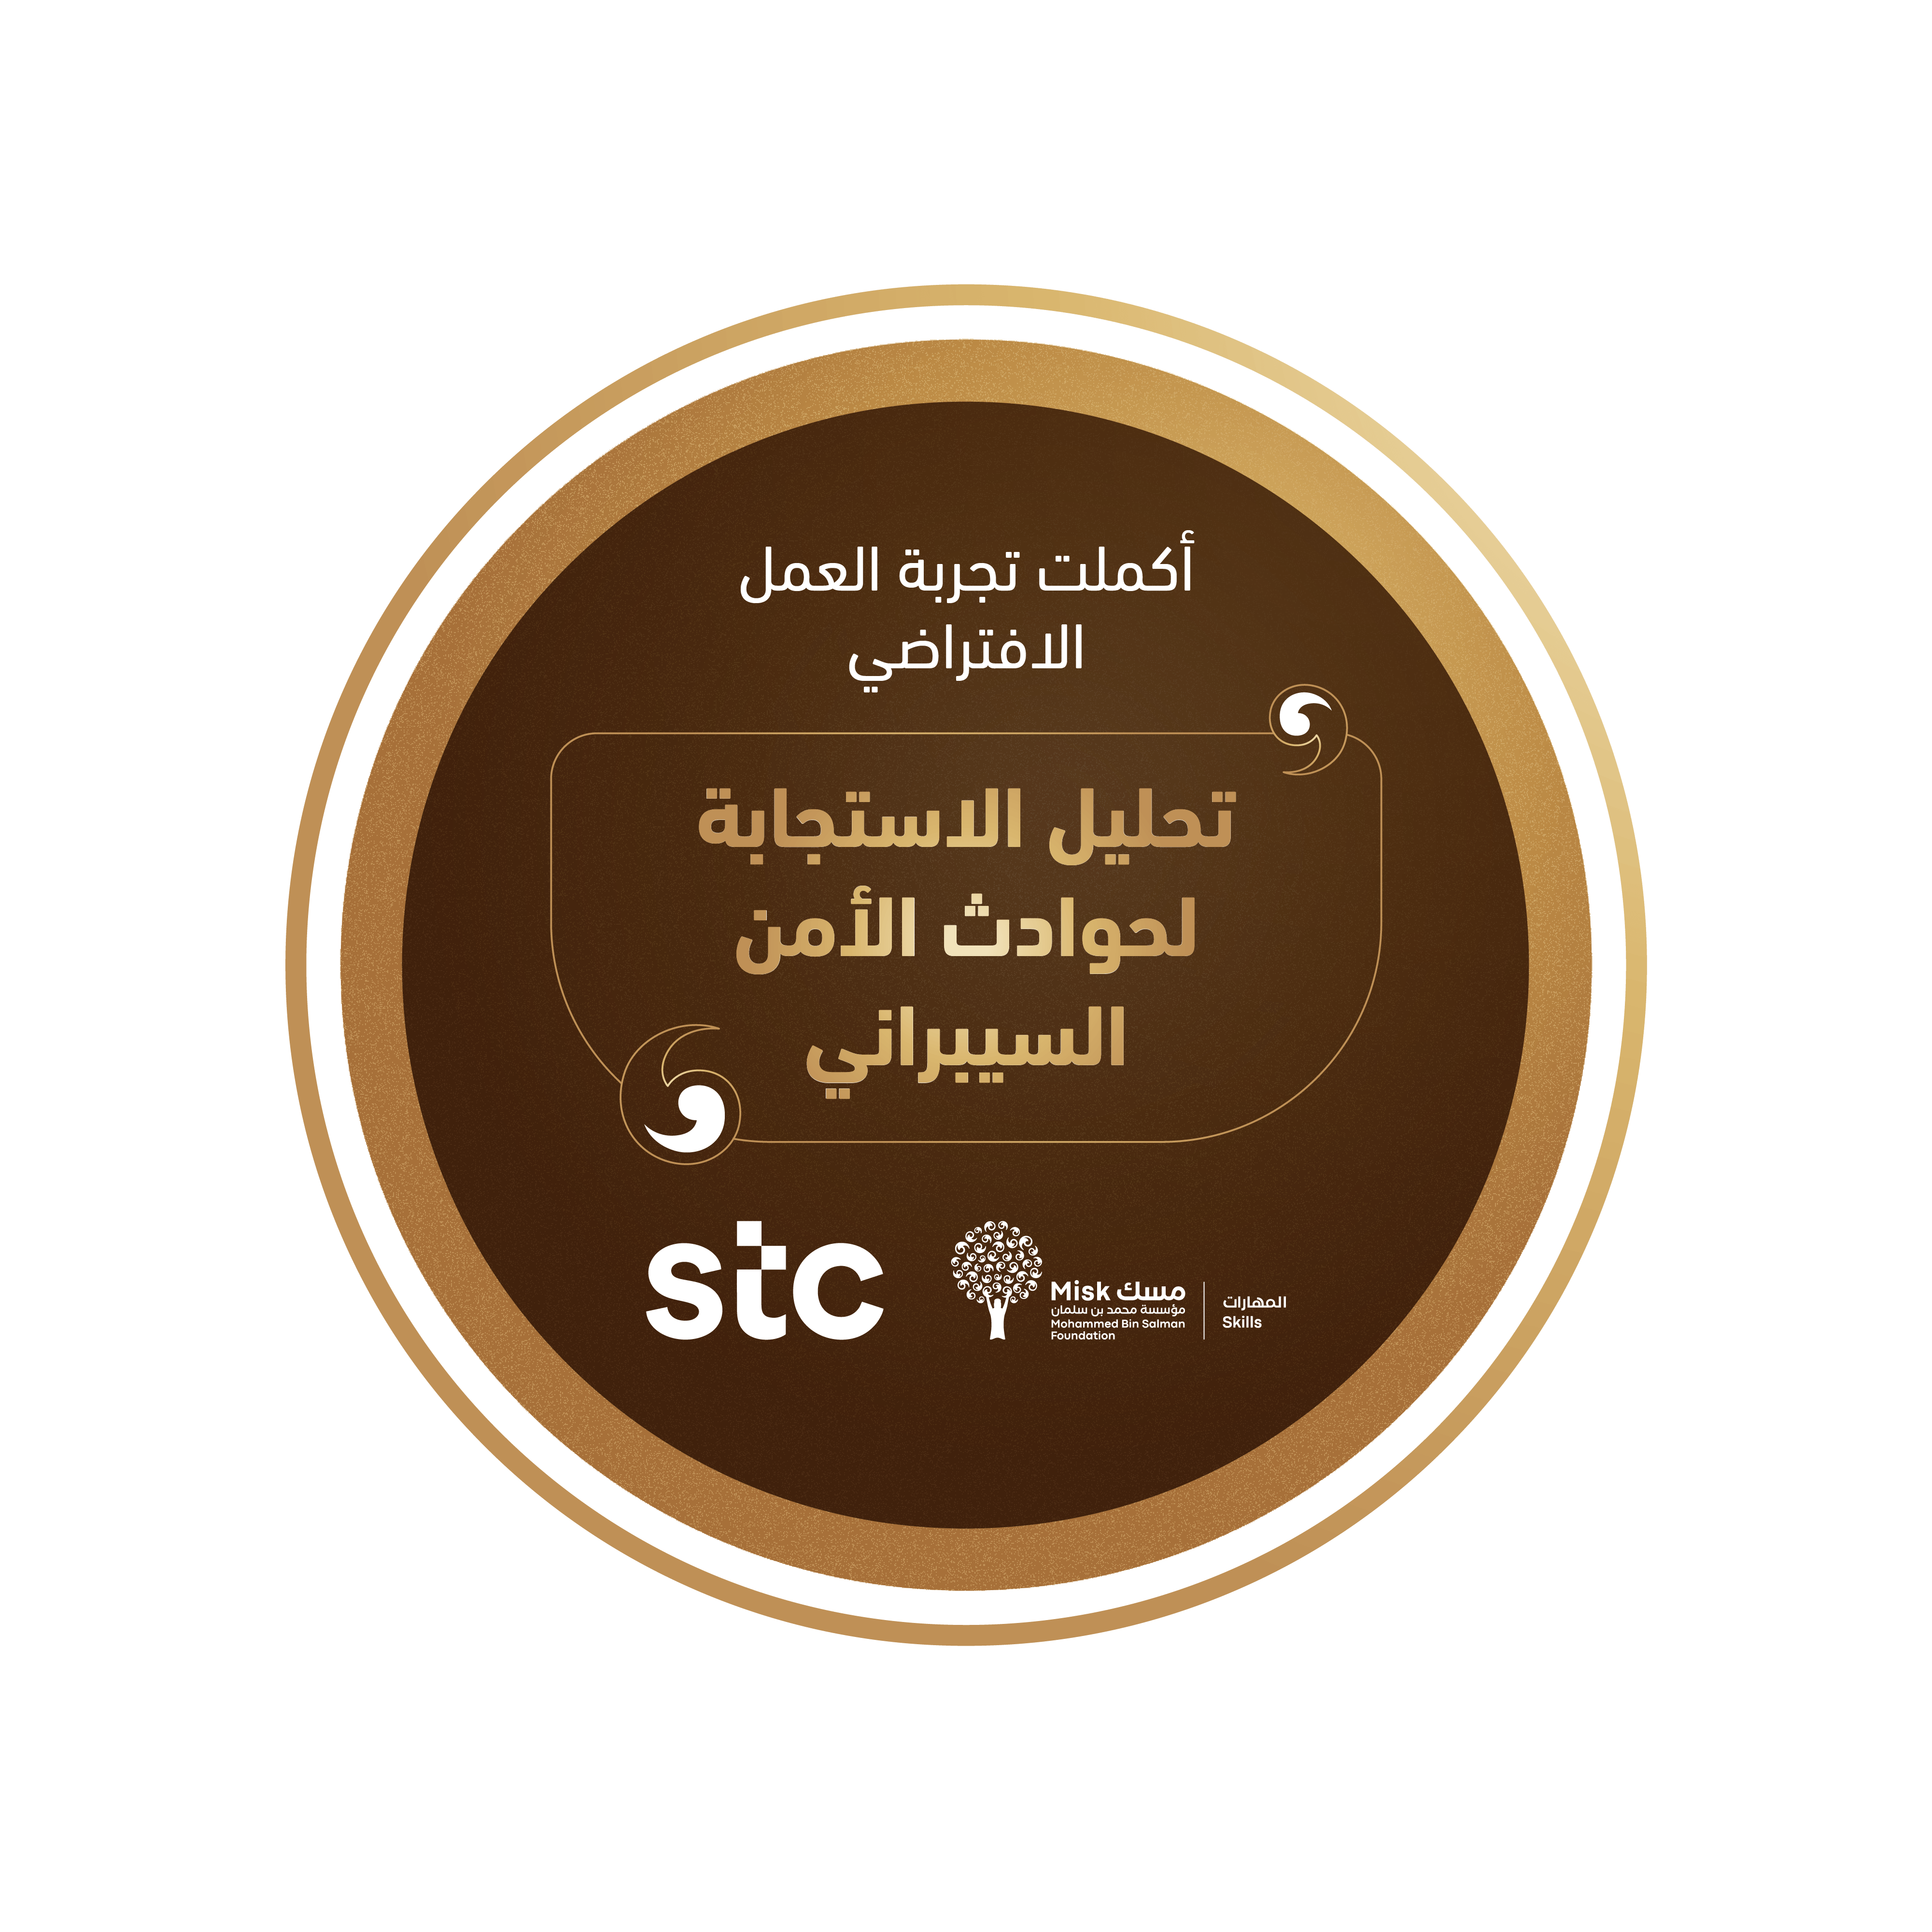 أكملت تجربة العمل
الافتراضي
تحليل الاستجابة
لحوادث الأمن
السيبراني
stc
Misk مسك
مؤسسة محمد بن سلمان
Mohammed Bin Salman
Foundation
المهارات
Skills